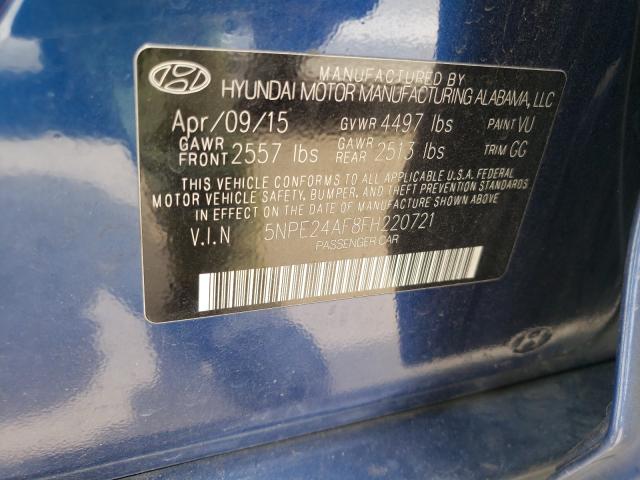 MANUFACTURED BY
HYUNDAI MOTOR MANUFACTURING ALABAMA, LLC
Apr/09/15 GVWR 4497 lbs PAINT VU
GAWR FRONT 2557 lbs GAWR REAR 2513 lbs TRIM GG
THIS VEHICLE CONFORMS TO ALL APPLICABLE U.S.A. FEDERAL
MOTOR VEHICLE SAFETY, BUMPER, AND THEFT PREVENTION STANDARDS
IN EFFECT ON THE DATE OF MANUFACTURE SHOWN ABOVE.
V.I.N 5NPE24AF8FH220721
PASSENGER CAR